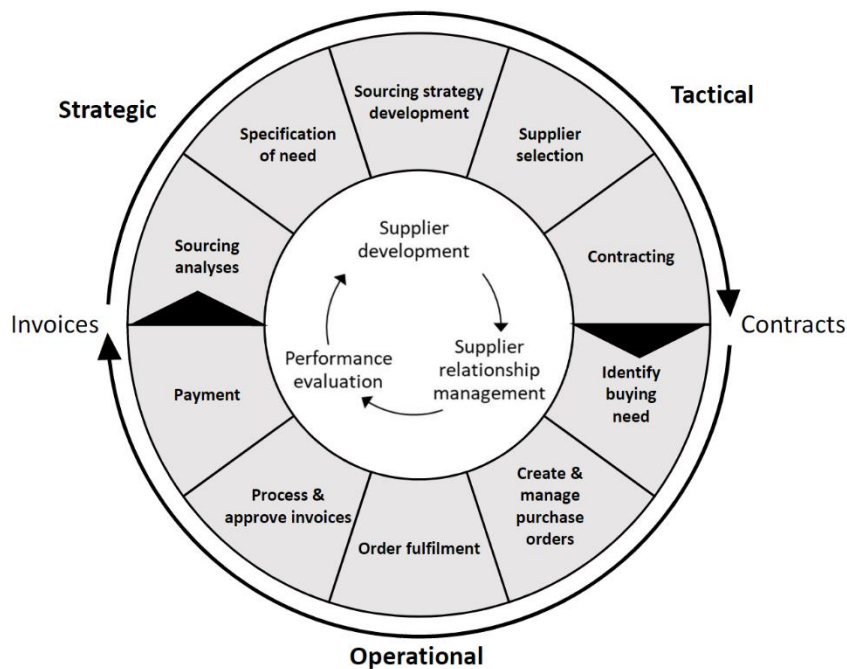 Strategic
Tactical
Sourcing strategy
development
Specification
of need
Supplier
selection
Sourcing
analyses
Contracting
Supplier
development
Invoices
Contracts
Performance
evaluation
Supplier
relationship
management
Payment
Identify
buying
need
Process &
approve invoices
Order fulfilment
Create &
manage
purchase
orders
Operational